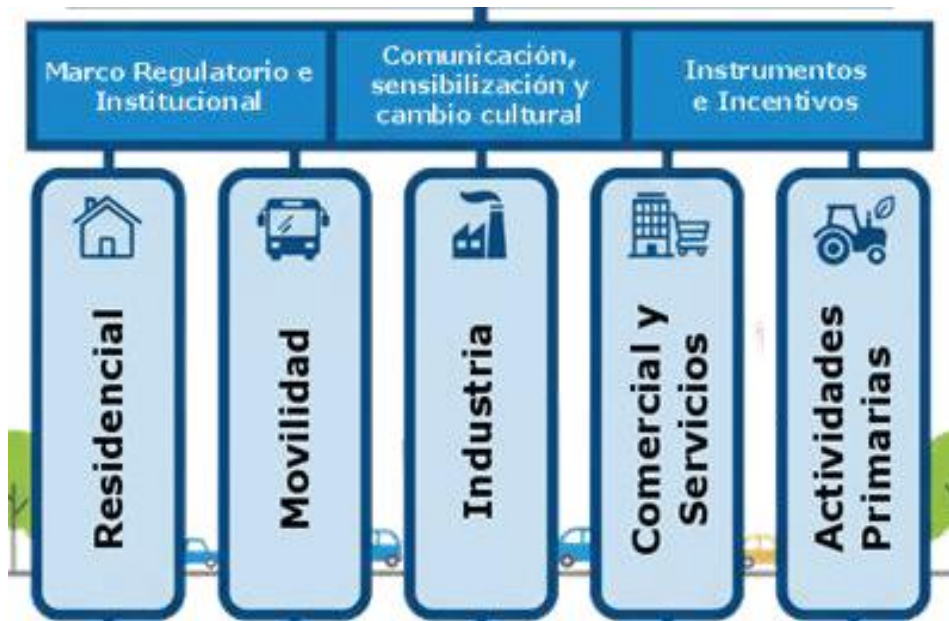 Marco Regulatorio e
Institucional
Comunicación,
sensibilización y
cambio cultural
Instrumentos
e Incentivos
Residencial
Movilidad
Industria
Comercial y
Servicios
Actividades
Primarias